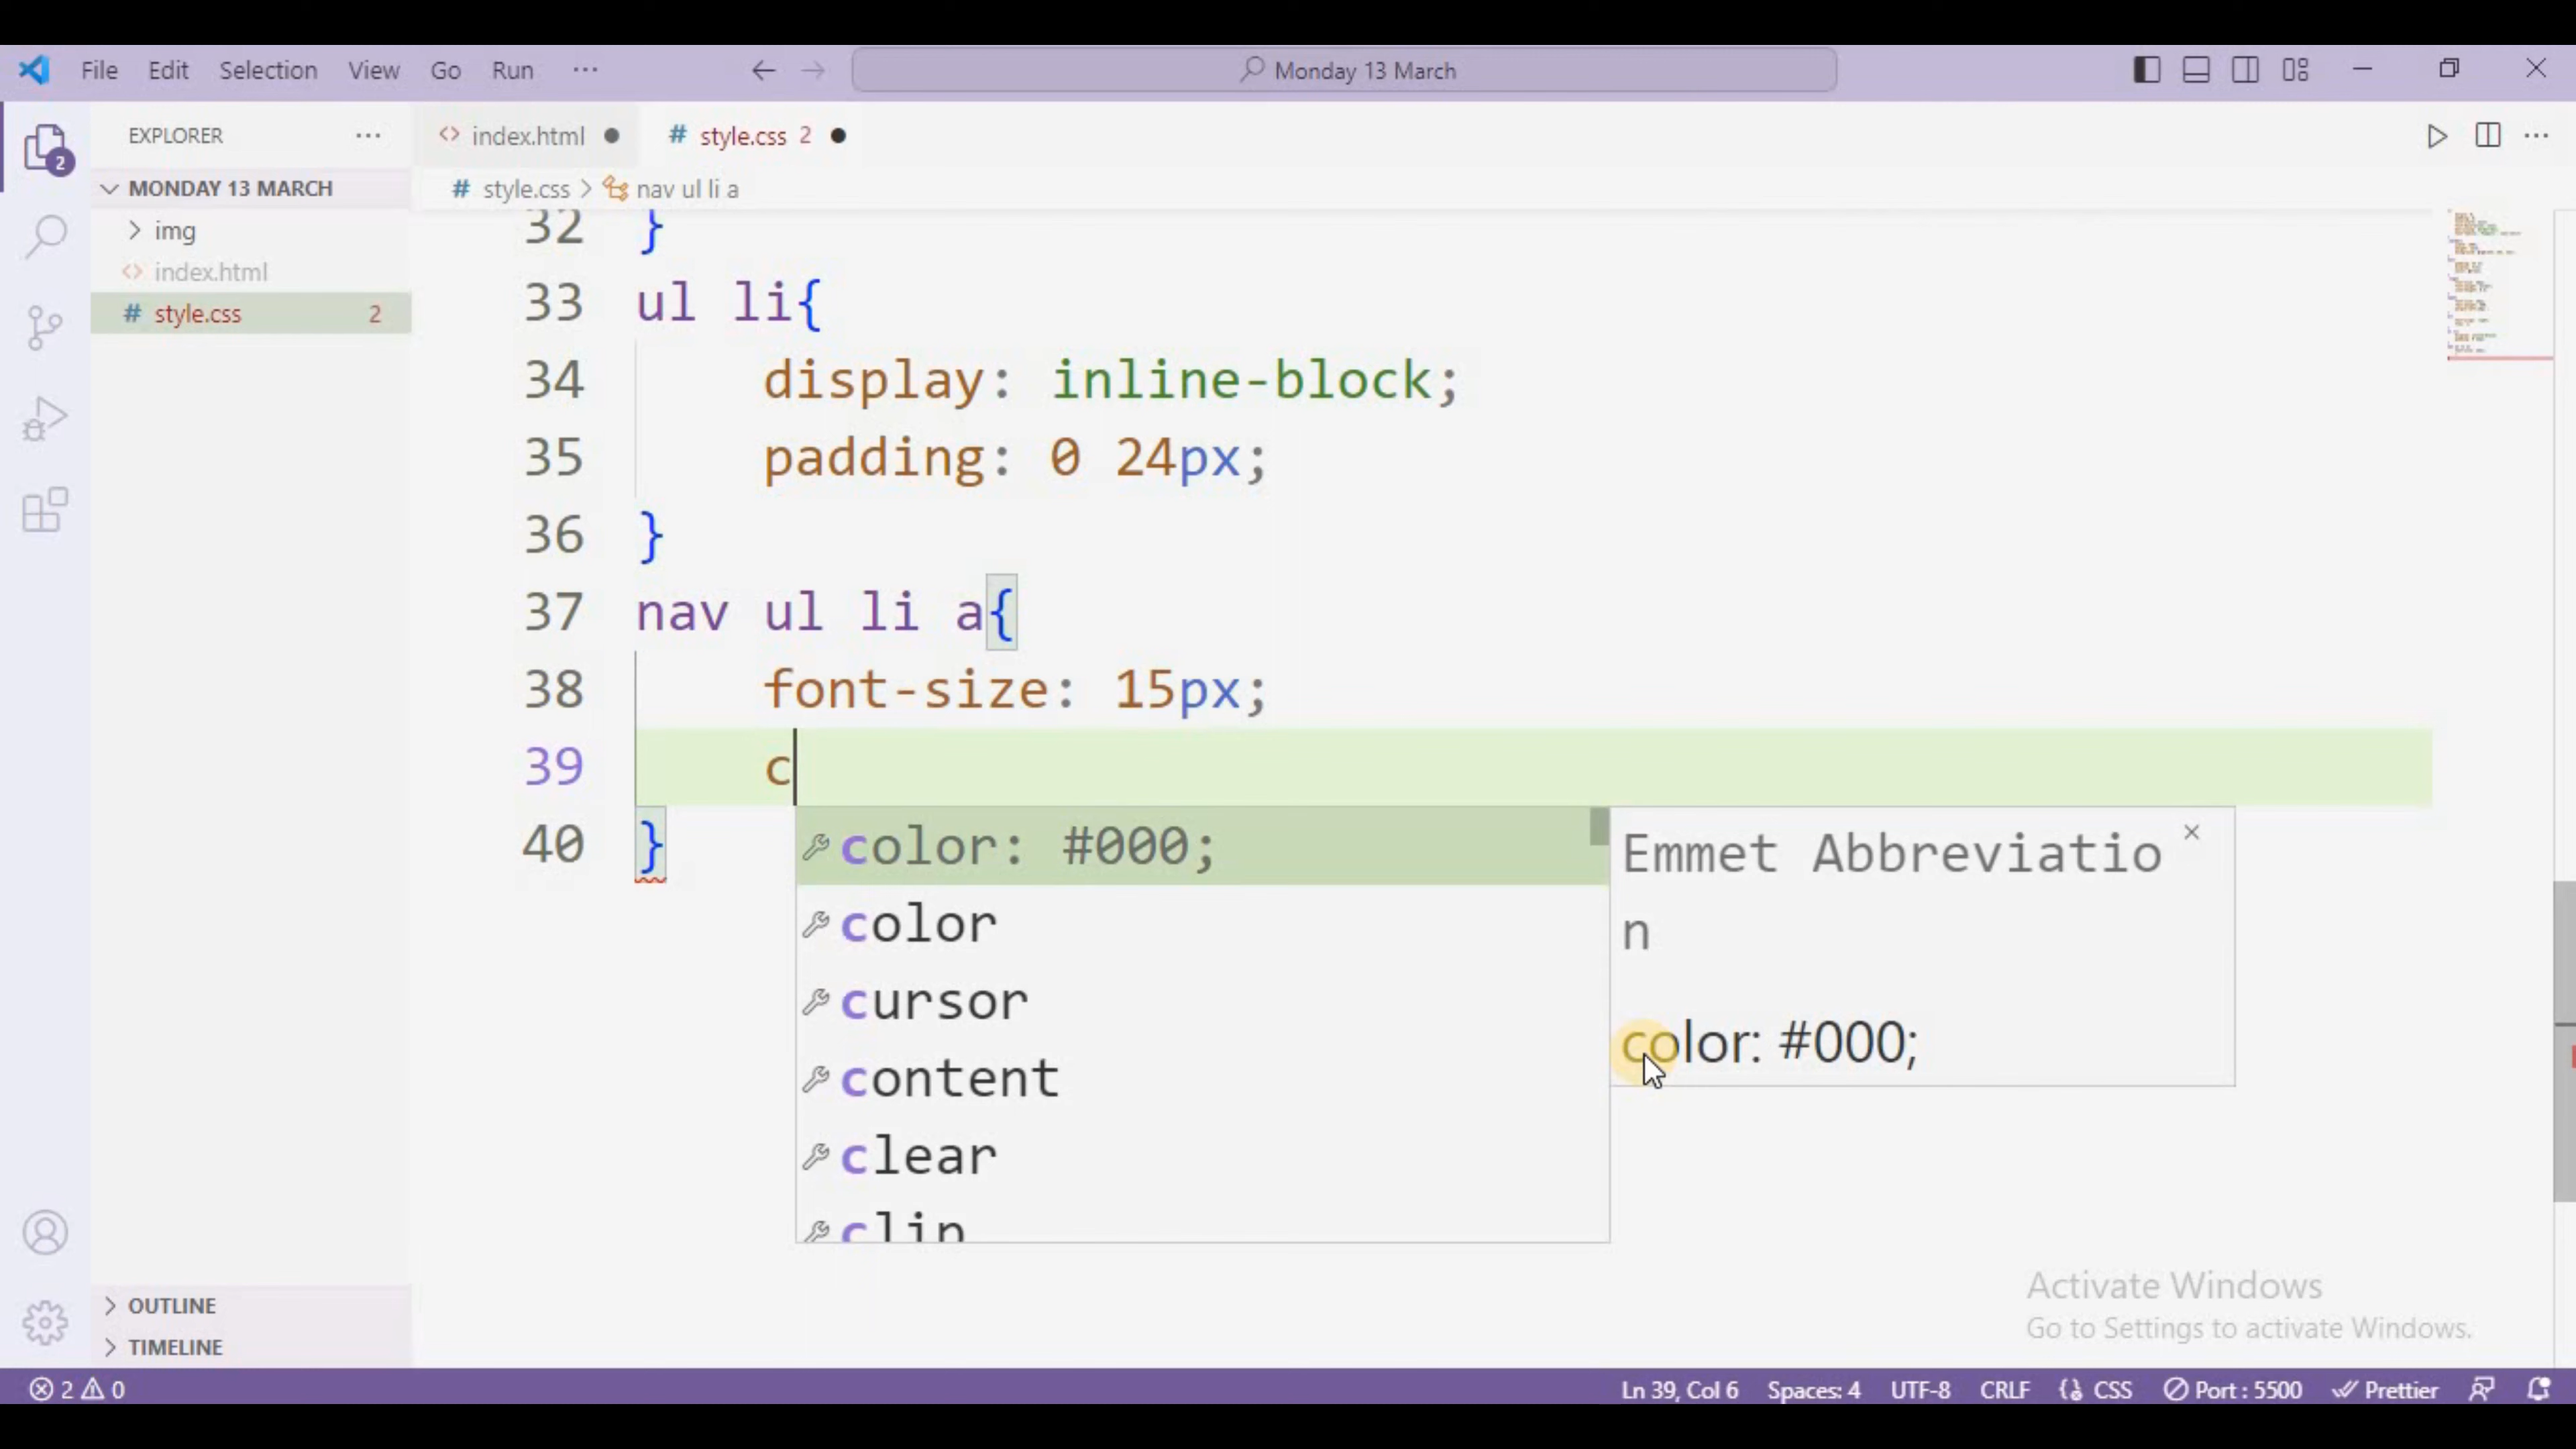 File Edit Selection View Go Run ··· Monday 13 March
EXPLORER ···
index.html
style.css 2
MONDAY 13 MARCH
style.css > nav ul li a
img
index.html
style.css 2
2
32 }
33 ul li{
34 display: inline-block;
35 padding: 0 24px;
36 }
37 nav ul li a{
38 font-size: 15px;
39 c
40 }
color: #000;
color
cursor
content
clear
clip
Emmet Abbreviatio
n
color: #000;
Activate Windows
Go to Settings to activate Windows.
OUTLINE
TIMELINE
2 0 Ln 39, Col 6 Spaces: 4 UTF-8 CRLF CSS Port : 5500 Prettier